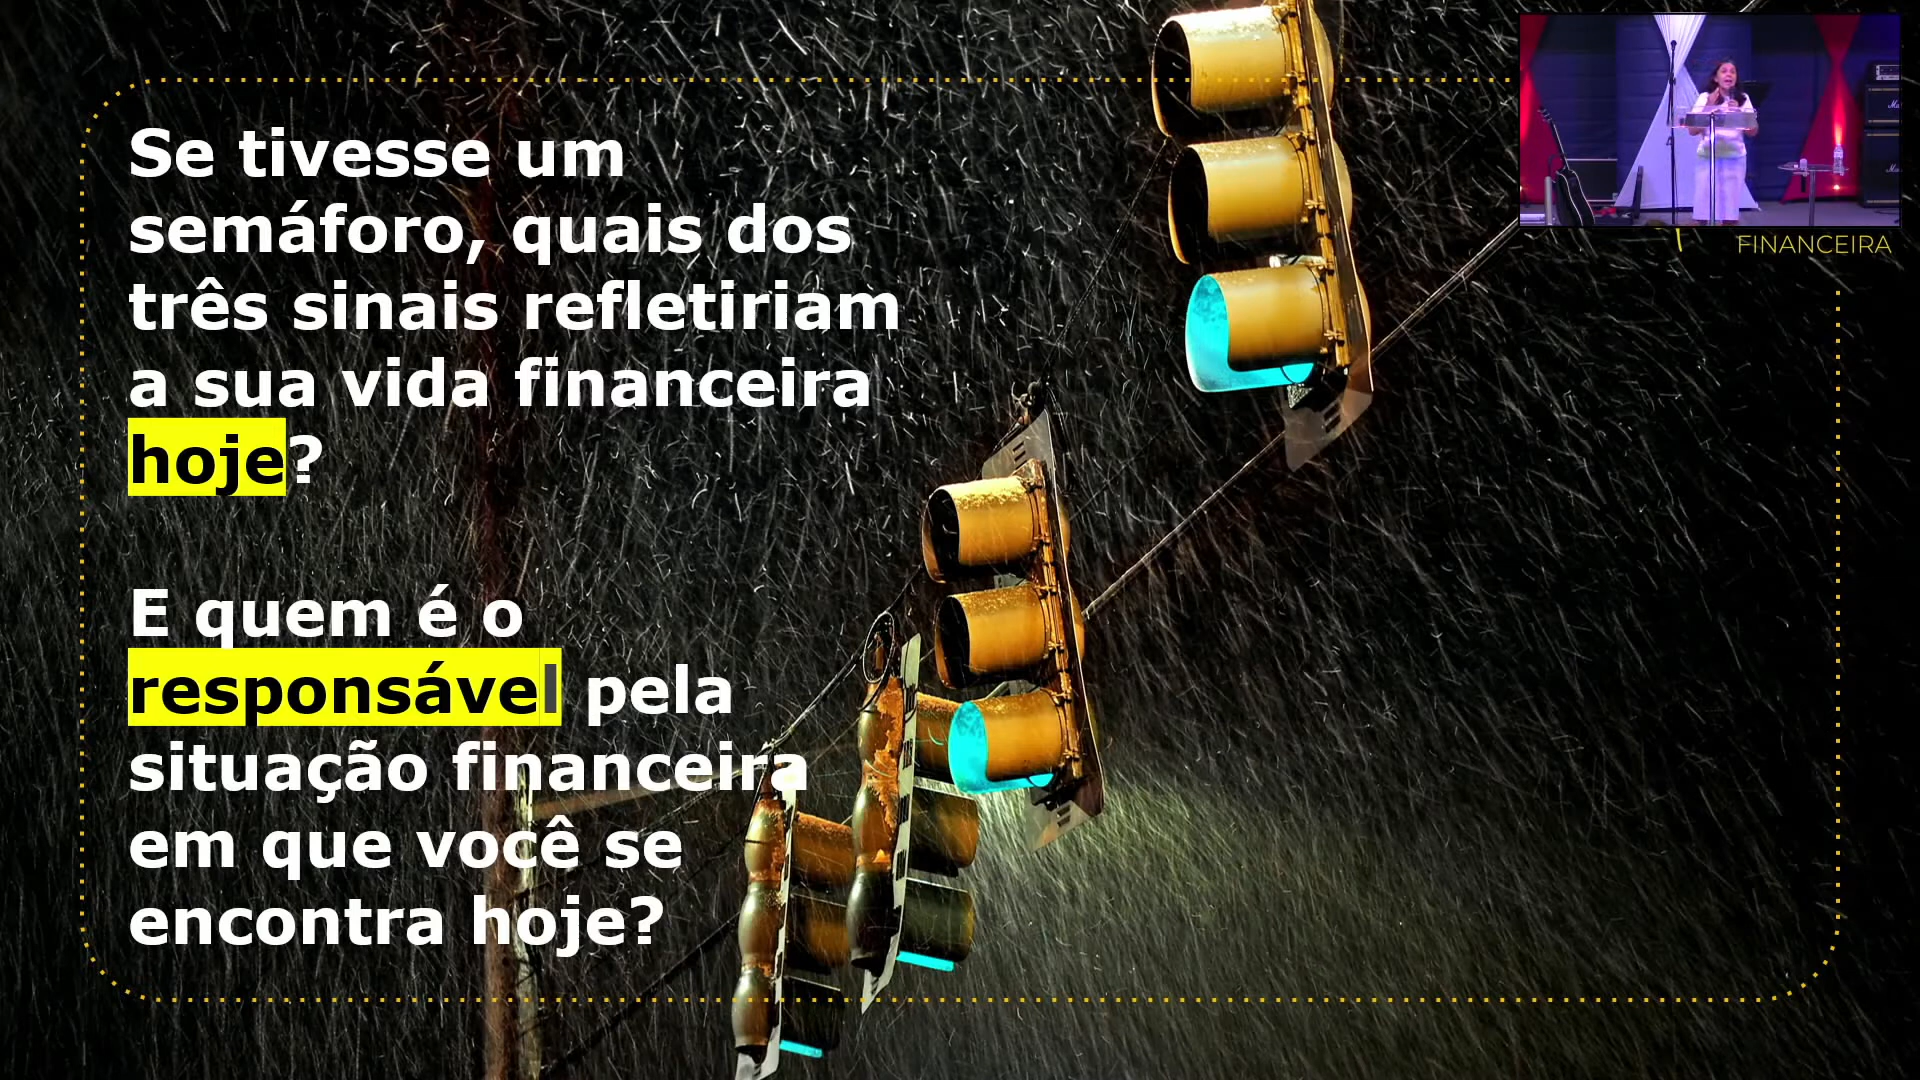 Se tivesse um
semáforo, quais dos
três sinais refletiriam
a sua vida financeira
hoje?
E quem é o
responsável pela
situação financeira
em que você se
encontra hoje?
FINANCEIRA